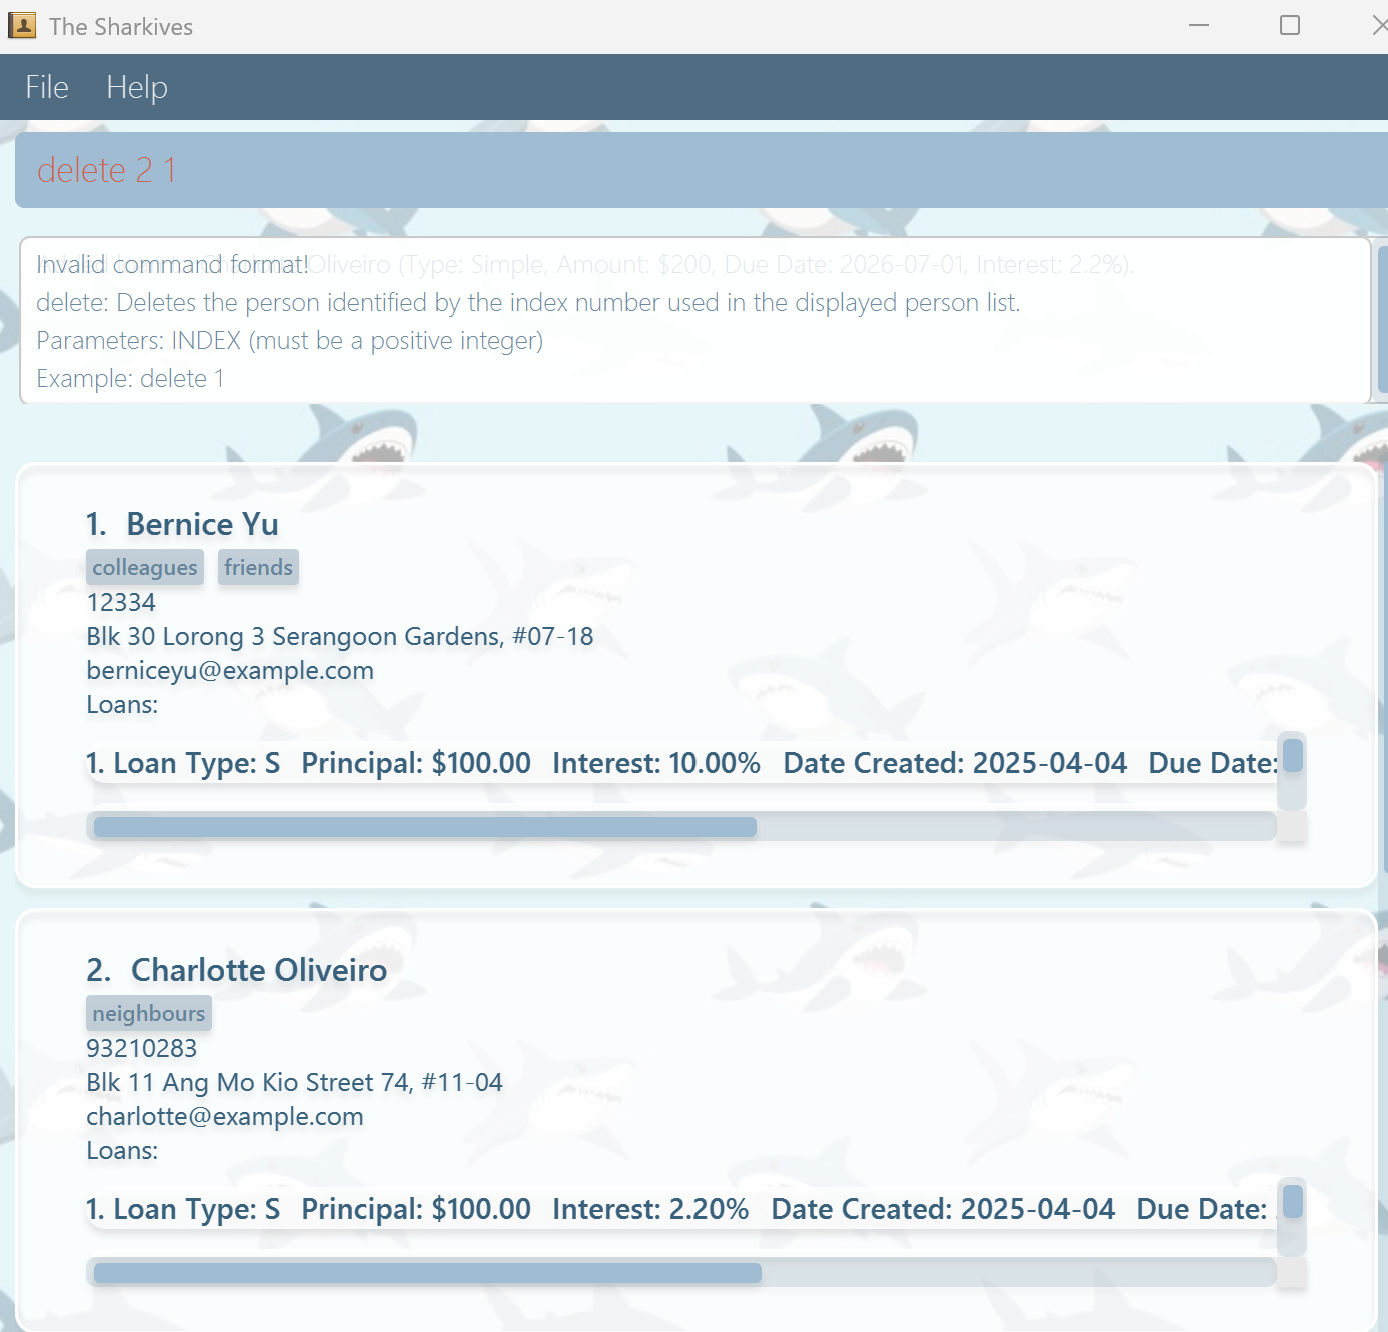 The Sharkives
File Help
delete 2 1
Invalid command format!
Oliveiro (Type: Simple, Amount: $200, Due Date: 2026-07-01, Interest: 2.2%).
delete: Deletes the person identified by the index number used in the displayed person list.
Parameters: INDEX (must be a positive integer)
Example: delete 1
1. Bernice Yu
colleagues friends
12334
Blk 30 Lorong 3 Serangoon Gardens, #07-18
berniceyu@example.com
Loans:
1. Loan Type: S Principal: $100.00 Interest: 10.00% Date Created: 2025-04-04 Due Date:
2. Charlotte Oliveiro
neighbours
93210283
Blk 11 Ang Mo Kio Street 74, #11-04
charlotte@example.com
Loans:
1. Loan Type: S Principal: $100.00 Interest: 2.20% Date Created: 2025-04-04 Due Date: